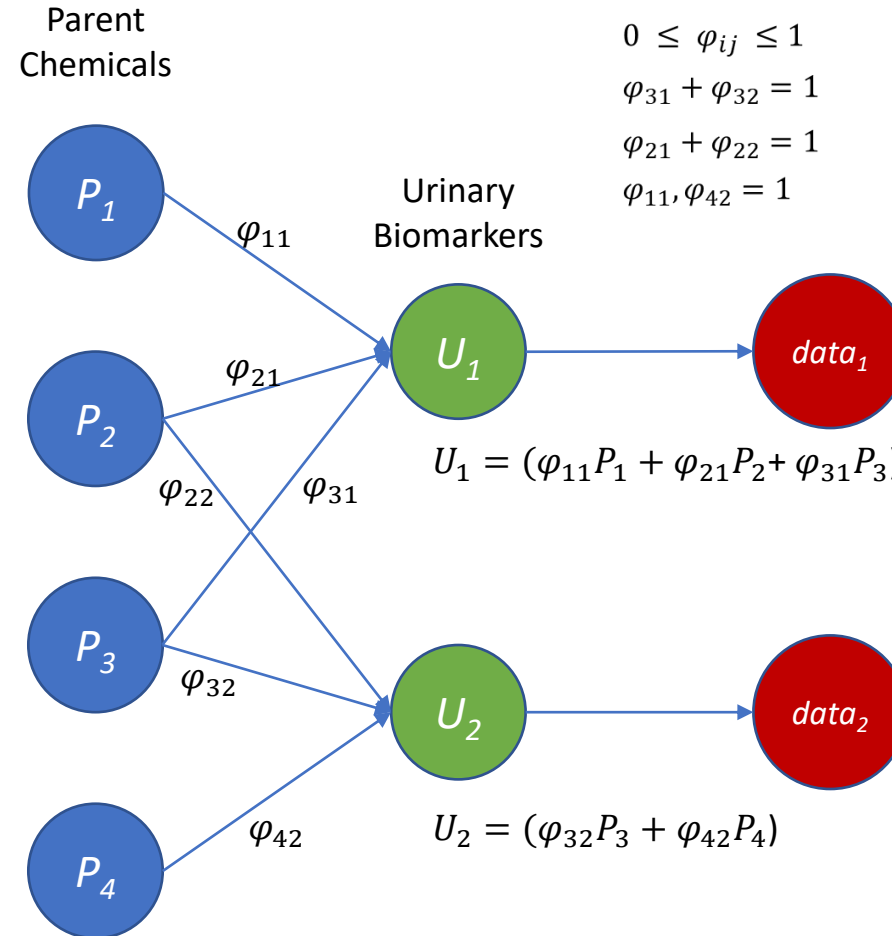 Parent
Chemicals
0 ≤ φ₍ij₎ ≤ 1
φ₃₁ + φ₃₂ = 1
φ₂₁ + φ₂₂ = 1
φ₁₁, φ₄₂ = 1
P₁
Urinary
Biomarkers
φ₁₁
U₁
data₁
φ₂₁
P₂
U₁ = (φ₁₁P₁ + φ₂₁P₂+ φ₃₁P₃)
φ₂₂
φ₃₁
P₃
φ₃₂
U₂
data₂
φ₄₂
U₂ = (φ₃₂P₃ + φ₄₂P₄)
P₄